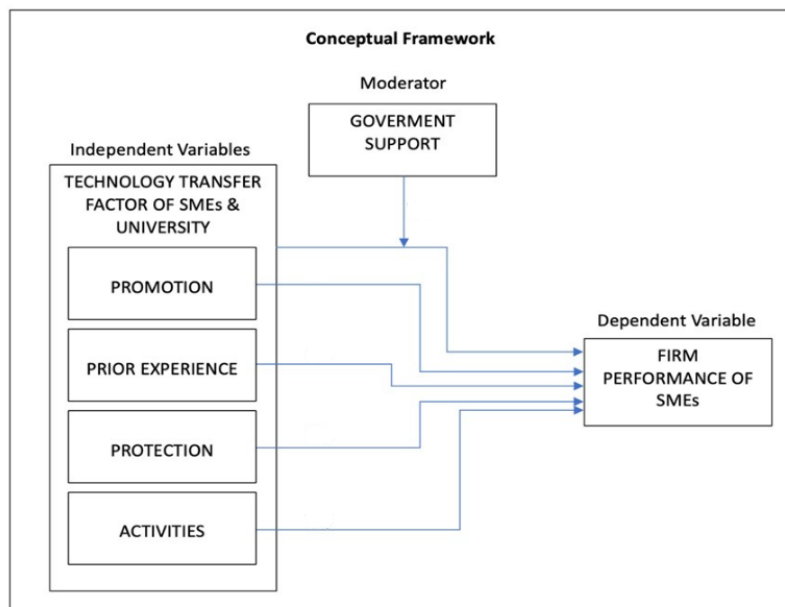 Conceptual Framework
Moderator
GOVERMENT
SUPPORT
Independent Variables
TECHNOLOGY TRANSFER
FACTOR OF SMEs &
UNIVERSITY
PROMOTION
PRIOR EXPERIENCE
PROTECTION
ACTIVITIES
Dependent Variable
FIRM
PERFORMANCE OF
SMEs